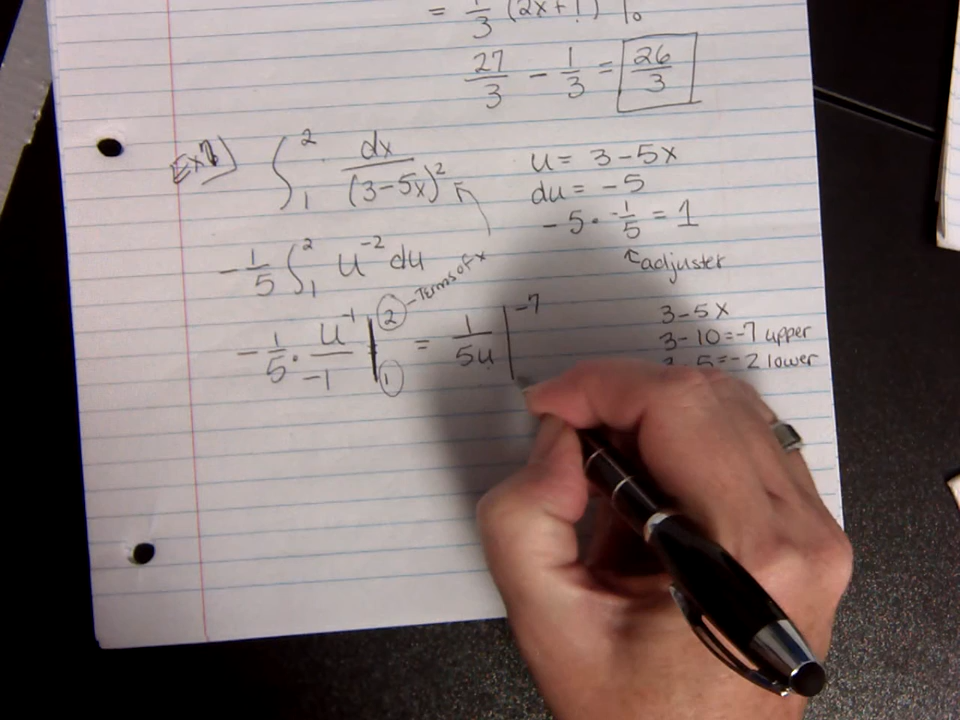 = 1/3 (2x+1) |₀
27/3 - 1/3 = 26/3
Ex) ∫₁² dx/(3-5x)²
u = 3-5x
du = -5
-5 · -1/5 = 1
↑adjuster
-1/5 ∫₁² u⁻² du
-Terms of x
-1/5 · u⁻¹/-1 |₁² = 1/5u |⁻⁷
3-5x
3-10=-7 upper
5=-2 lower